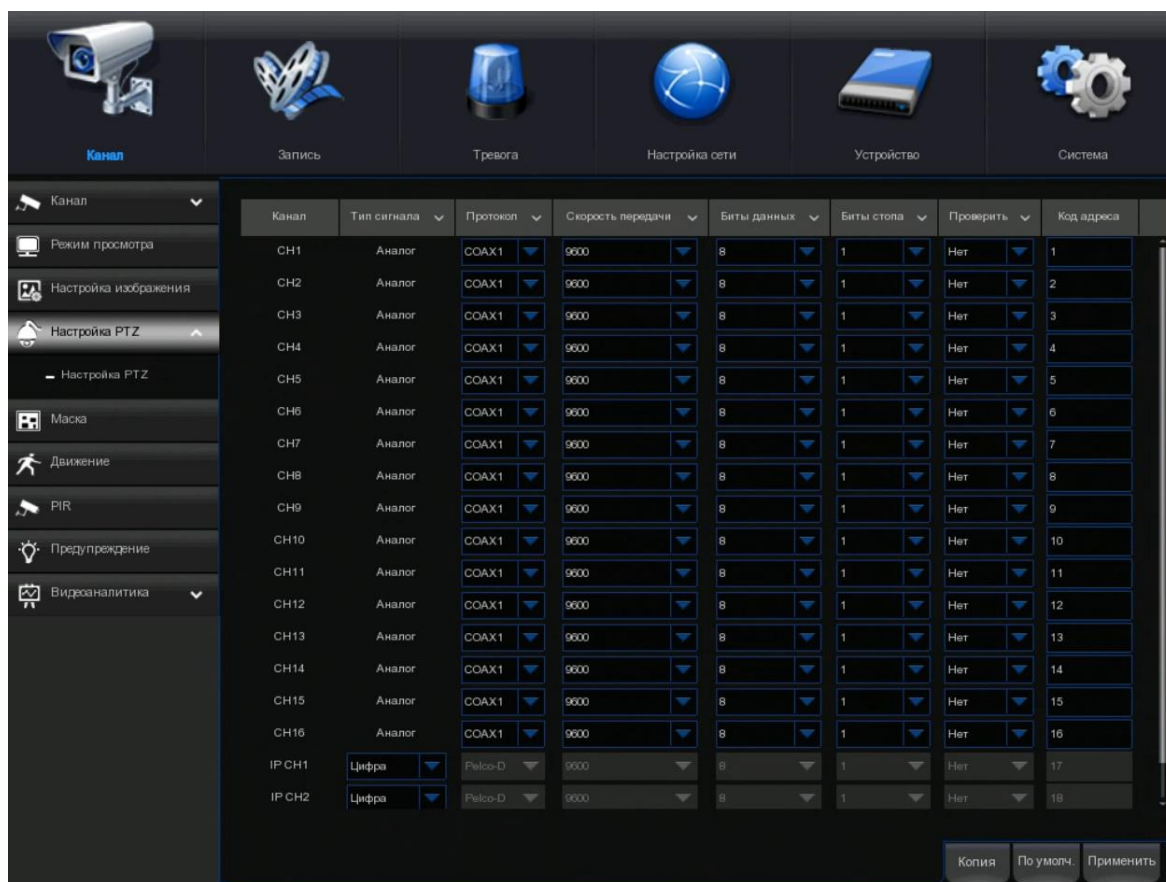 Канал Запись Тревога Настройка сети Устройство Система
Канал
Режим просмотра
Настройка изображения
Настройка PTZ
Настройка PTZ
Маска
Движение
PIR
Предупреждение
Видеоаналитика
Канал Тип сигнала Протокол Скорость передачи Биты данных Биты стопа Проверить Код адреса
CH1 Аналог COAX1 9600 8 1 Нет 1
CH2 Аналог COAX1 9600 8 1 Нет 2
CH3 Аналог COAX1 9600 8 1 Нет 3
CH4 Аналог COAX1 9600 8 1 Нет 4
CH5 Аналог COAX1 9600 8 1 Нет 5
CH6 Аналог COAX1 9600 8 1 Нет 6
CH7 Аналог COAX1 9600 8 1 Нет 7
CH8 Аналог COAX1 9600 8 1 Нет 8
CH9 Аналог COAX1 9600 8 1 Нет 9
CH10 Аналог COAX1 9600 8 1 Нет 10
CH11 Аналог COAX1 9600 8 1 Нет 11
CH12 Аналог COAX1 9600 8 1 Нет 12
CH13 Аналог COAX1 9600 8 1 Нет 13
CH14 Аналог COAX1 9600 8 1 Нет 14
CH15 Аналог COAX1 9600 8 1 Нет 15
CH16 Аналог COAX1 9600 8 1 Нет 16
IP CH1 Цифра Pelco-D 9600 8 1 Нет 17
IP CH2 Цифра Pelco-D 9600 8 1 Нет 18
Копия По умолч. Применить